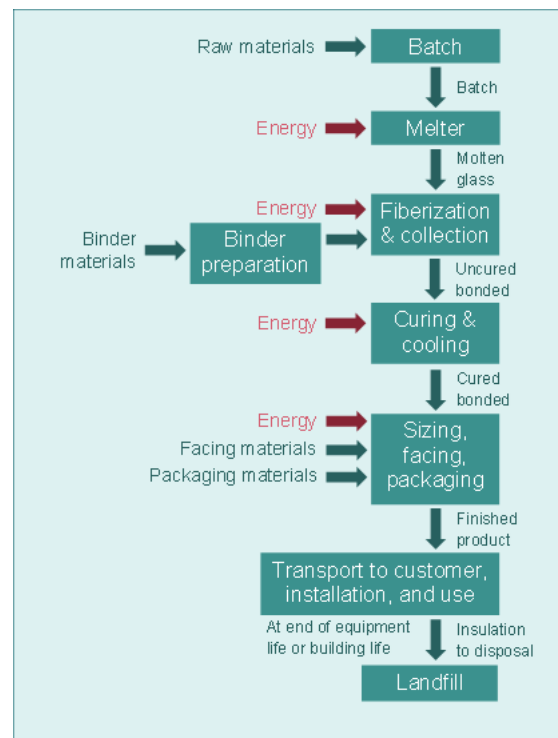 Raw materials
Batch
Batch
Energy
Melter
Molten
glass
Energy
Fiberization
& collection
Binder
materials
Binder
preparation
Uncured
bonded
Energy
Curing &
cooling
Cured
bonded
Energy
Facing materials
Packaging materials
Sizing,
facing,
packaging
Finished
product
Transport to customer,
installation, and use
At end of equipment
life or building life
Insulation
to disposal
Landfill